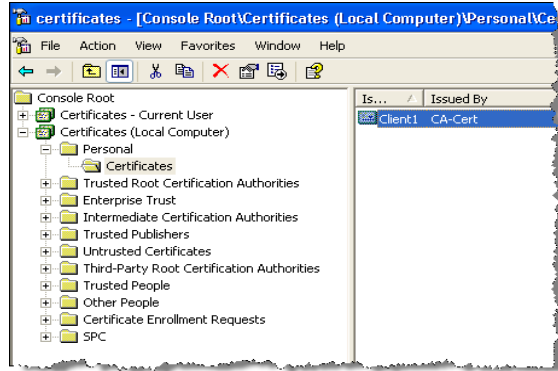 certificates - [Console Root\Certificates (Local Computer)\Personal\Ce
File Action View Favorites Window Help
Console Root
Certificates - Current User
Certificates (Local Computer)
Personal
Certificates
Trusted Root Certification Authorities
Enterprise Trust
Intermediate Certification Authorities
Trusted Publishers
Untrusted Certificates
Third-Party Root Certification Authorities
Trusted People
Other People
Certificate Enrollment Requests
SPC
Is... Issued By
Client1 CA-Cert